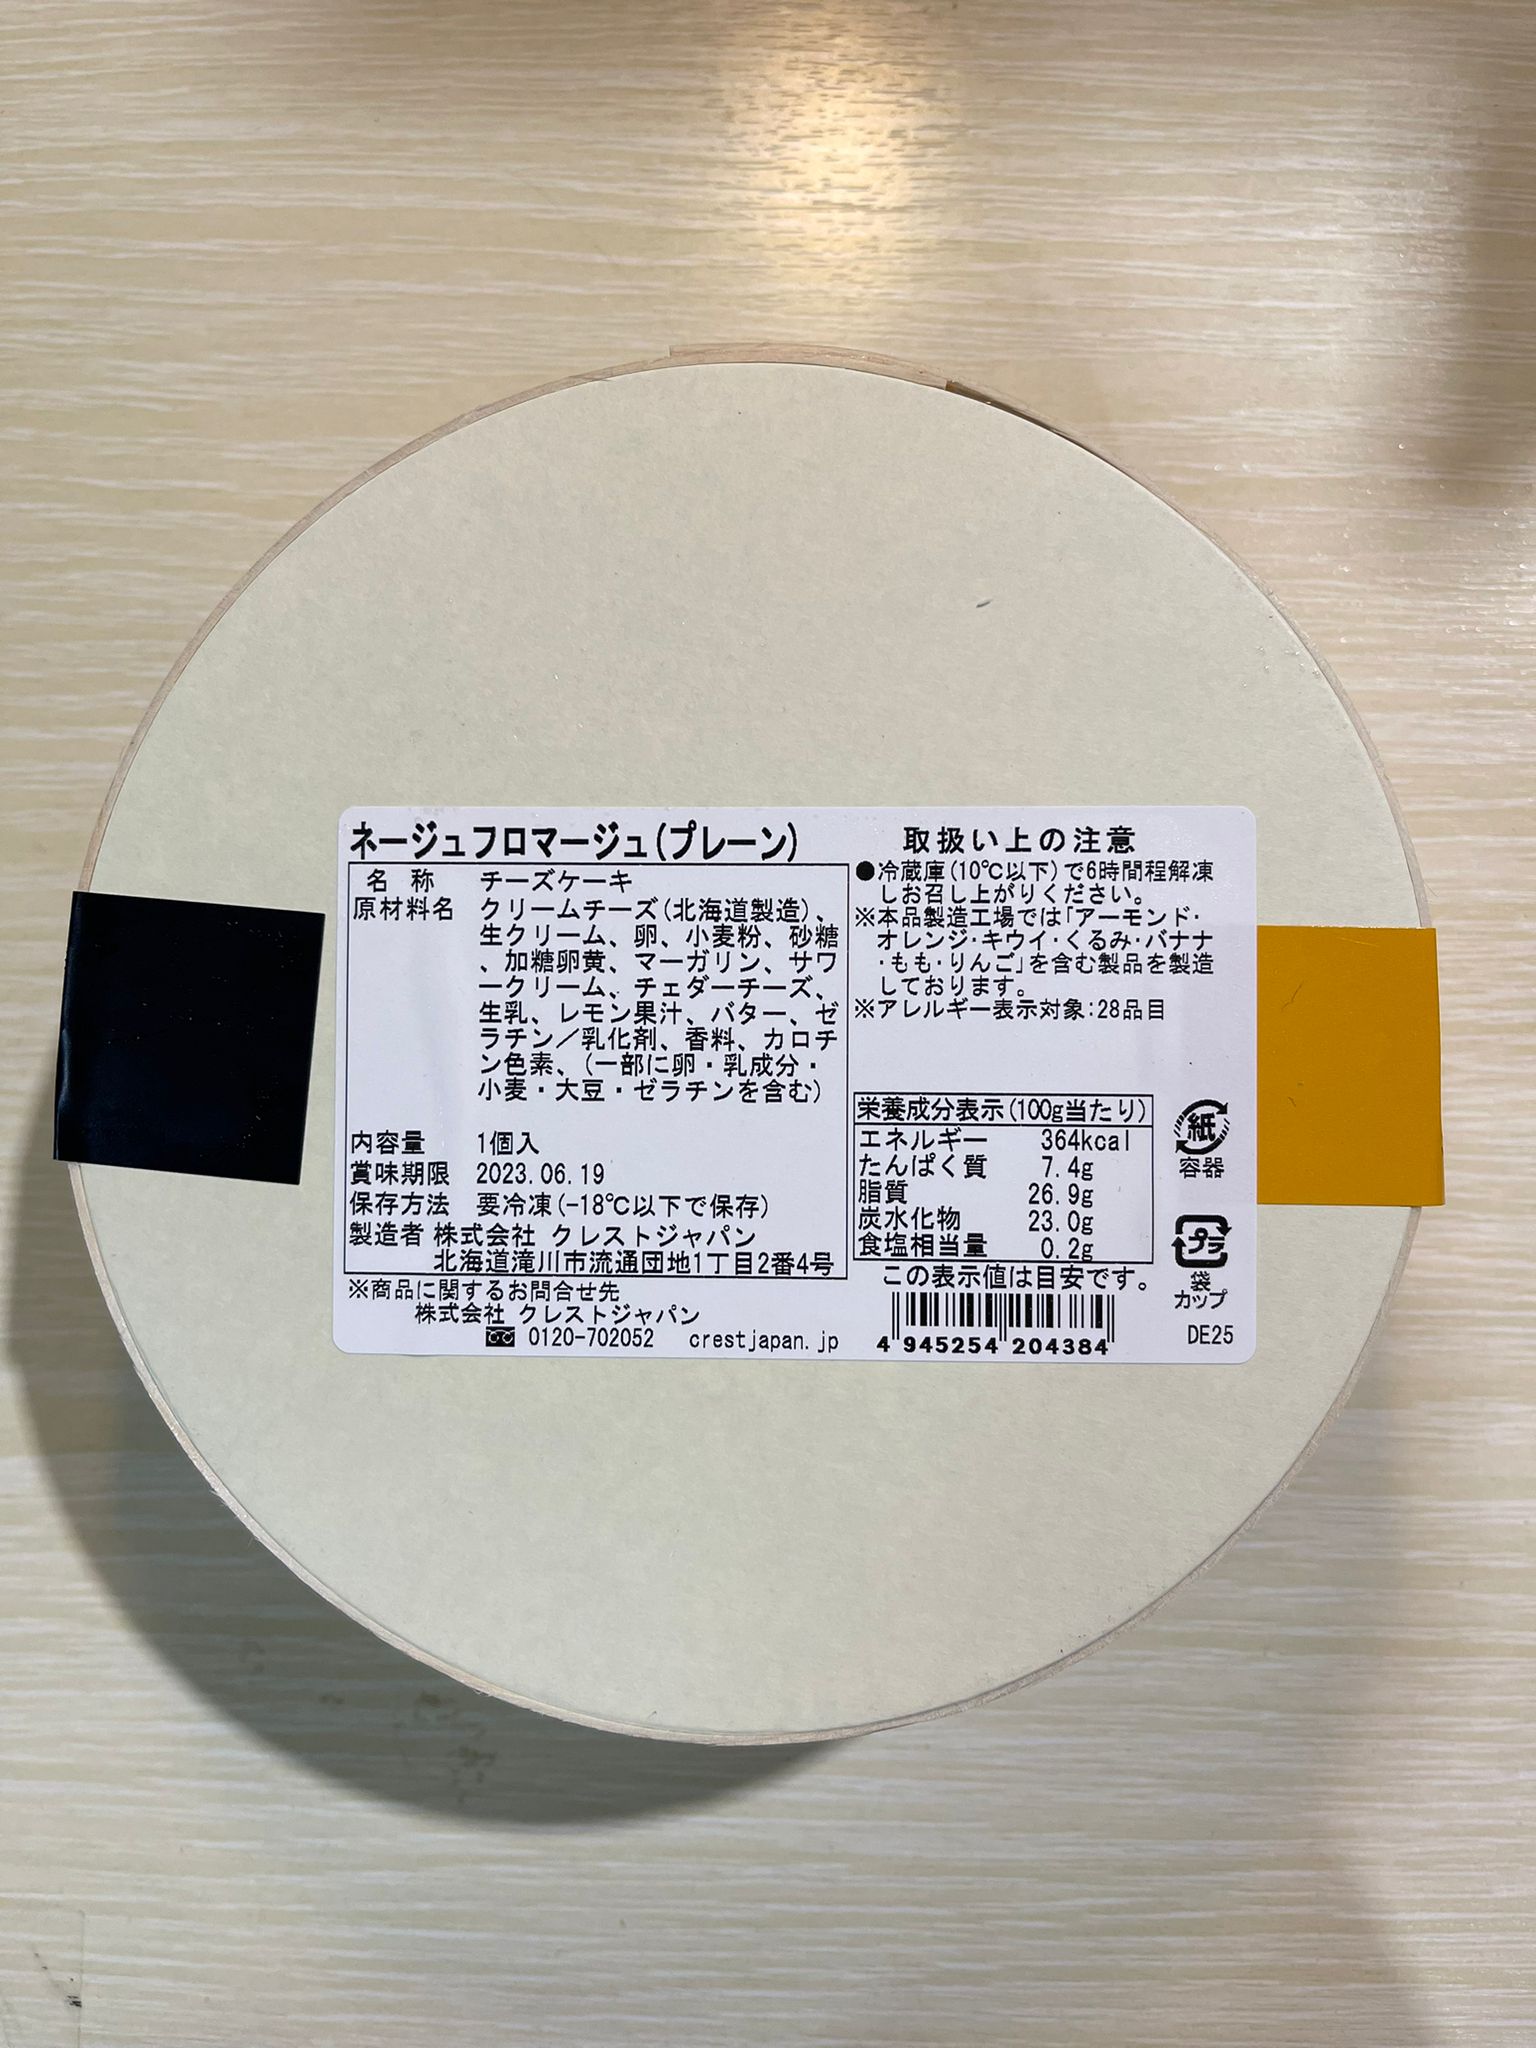 ネージュフロマージュ(プレーン)
名 称 チーズケーキ
原材料名 クリームチーズ(北海道製造)、
生クリーム、卵、小麦粉、砂糖
、加糖卵黄、マーガリン、サワ
ークリーム、チェダーチーズ、
生乳、レモン果汁、バター、ゼ
ラチン／乳化剤、香料、カロチ
ン色素、(一部に卵・乳成分・
小麦・大豆・ゼラチンを含む)
内容量 1個入
賞味期限 2023.06.19
保存方法 要冷凍(-18℃以下で保存)
製造者 株式会社 クレストジャパン
北海道滝川市流通団地1丁目2番4号
※商品に関するお問合せ先
株式会社 クレストジャパン
0120-702052 crestjapan.jp
取扱い上の注意
●冷蔵庫(10℃以下)で6時間程解凍
しお召し上がりください。
※本品製造工場では｢アーモンド･
オレンジ･キウイ･くるみ･バナナ
･もも･りんご｣を含む製品を製造
しております。
※アレルギー表示対象:28品目
栄養成分表示(100g当たり)
エネルギー 364kcal
たんぱく質 7.4g
脂質 26.9g
炭水化物 23.0g
食塩相当量 0.2g
この表示値は目安です。
4 945254 204384
紙
容器
プラ
袋
カップ
DE25